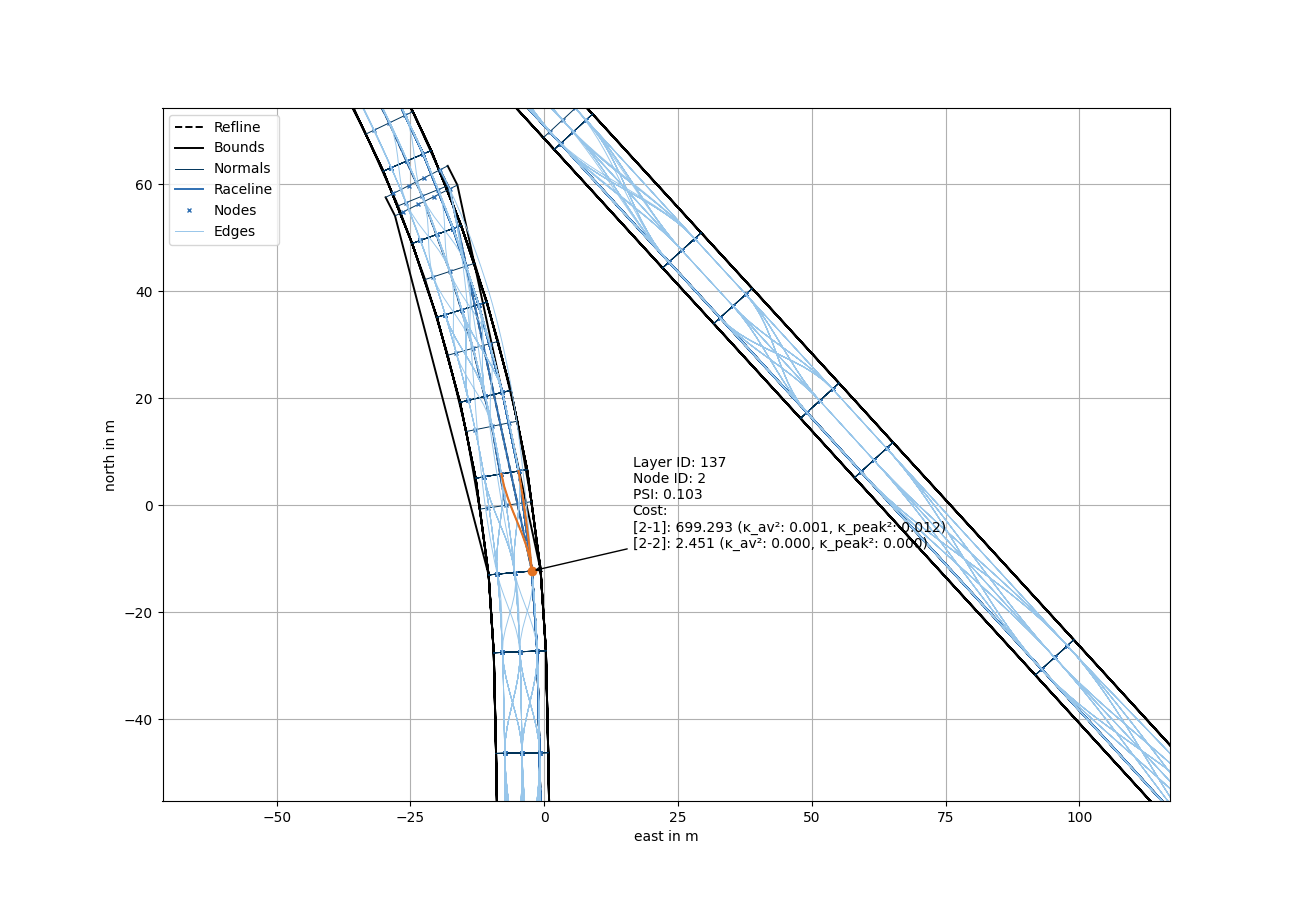 Refline
Bounds
Normals
Raceline
Nodes
Edges
60
40
20
0
−20
−40
north in m
Layer ID: 137
Node ID: 2
PSI: 0.103
Cost:
[2-1]: 699.293 (κ_av²: 0.001, κ_peak²: 0.012)
[2-2]: 2.451 (κ_av²: 0.000, κ_peak²: 0.000)
−50
−25
0
25
50
75
100
east in m